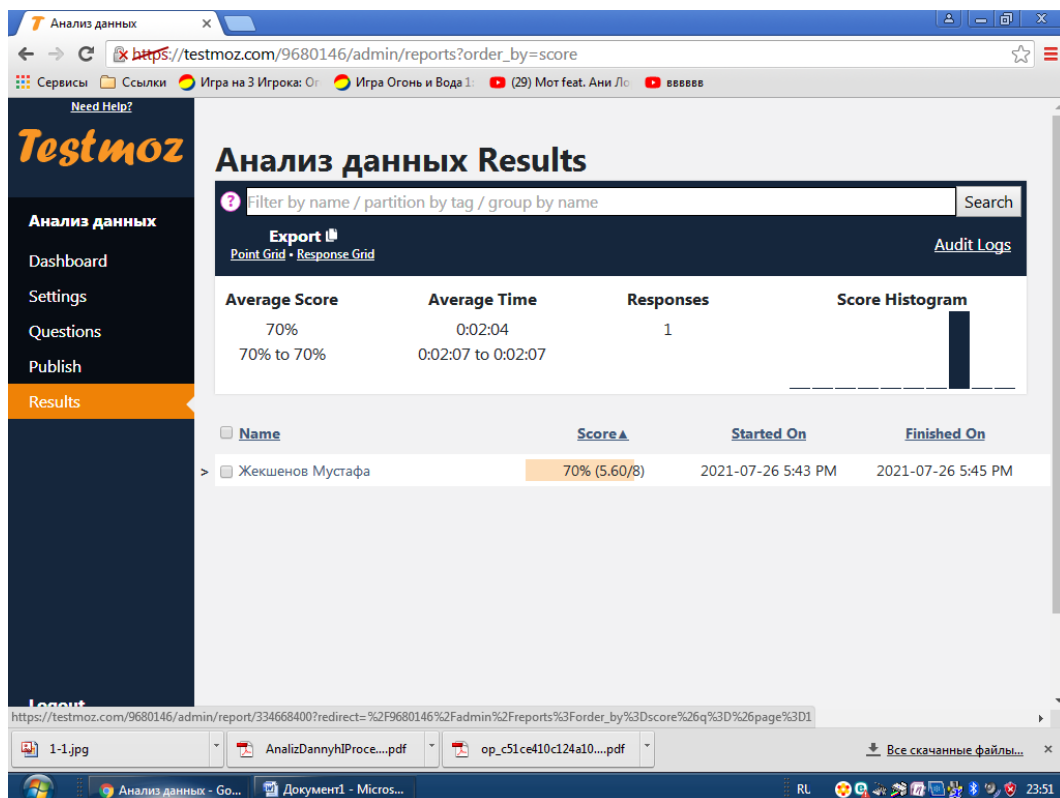 Анализ данных
https://testmoz.com/9680146/admin/reports?order_by=score
Сервисы Ссылки Игра на 3 Игрока: Ог Игра Огонь и Вода 1: (29) Мот feat. Ани Ло вввввв
Need Help?
Testmoz
Анализ данных
Dashboard
Settings
Questions
Publish
Results
Logout
Анализ данных Results
? Filter by name / partition by tag / group by name Search
Export
Point Grid • Response Grid
Audit Logs
Average Score Average Time Responses Score Histogram
70% 0:02:04 1
70% to 70% 0:02:07 to 0:02:07
Name Score▲ Started On Finished On
> Жекшенов Мустафа 70% (5.60/8) 2021-07-26 5:43 PM 2021-07-26 5:45 PM
https://testmoz.com/9680146/admin/report/334668400?redirect=%2F9680146%2Fadmin%2Freports%3Forder_by%3Dscore%26q%3D%26page%3D1
1-1.jpg AnalizDannyhIProce....pdf op_c51ce410c124a10....pdf Все скачанные файлы...
Анализ данных - Go... Документ1 - Micros... RL 23:51